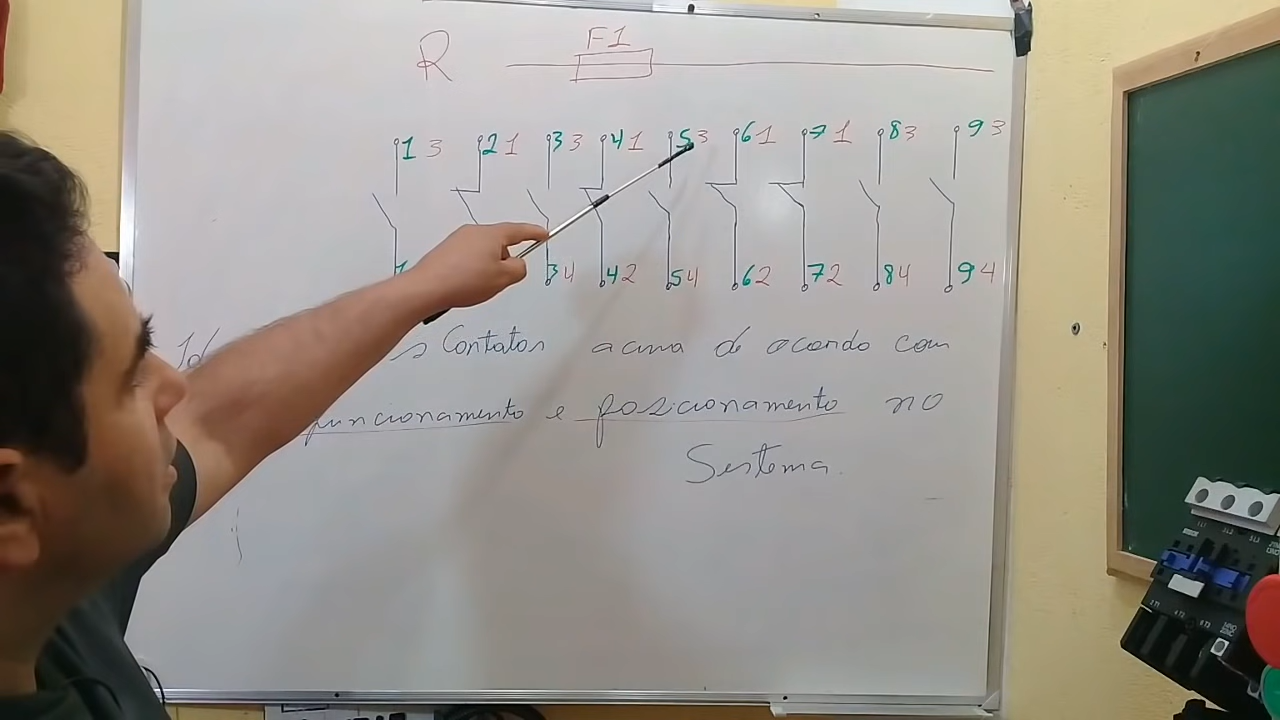 R F1
13 21 33 41 53 61 71 83 93
34 42 54 62 72 84 94
Contatos acima de acordo com
funcionamento e posicionamento no
Sistema.